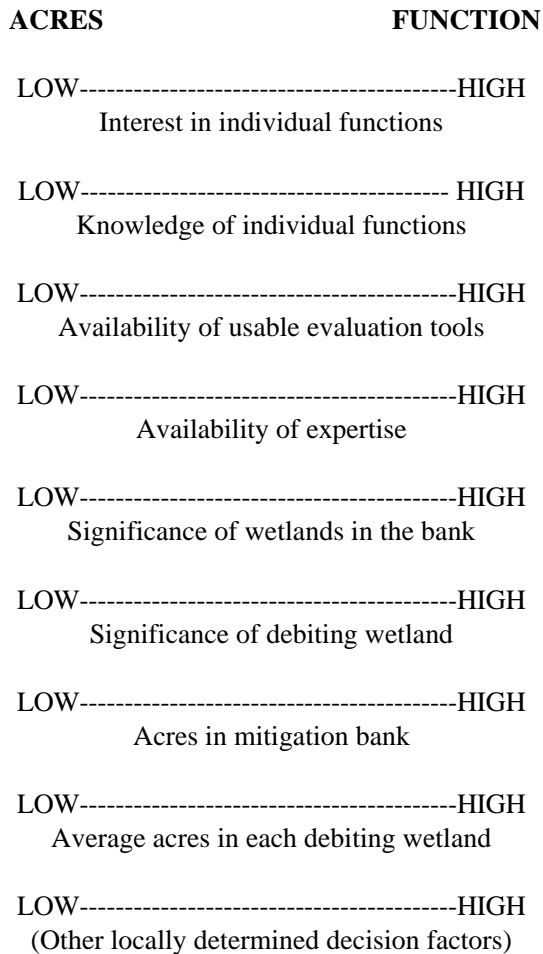 ACRES FUNCTION
LOW------------------------------------------HIGH
Interest in individual functions
LOW----------------------------------------- HIGH
Knowledge of individual functions
LOW------------------------------------------HIGH
Availability of usable evaluation tools
LOW------------------------------------------HIGH
Availability of expertise
LOW------------------------------------------HIGH
Significance of wetlands in the bank
LOW------------------------------------------HIGH
Significance of debiting wetland
LOW------------------------------------------HIGH
Acres in mitigation bank
LOW------------------------------------------HIGH
Average acres in each debiting wetland
LOW------------------------------------------HIGH
(Other locally determined decision factors)